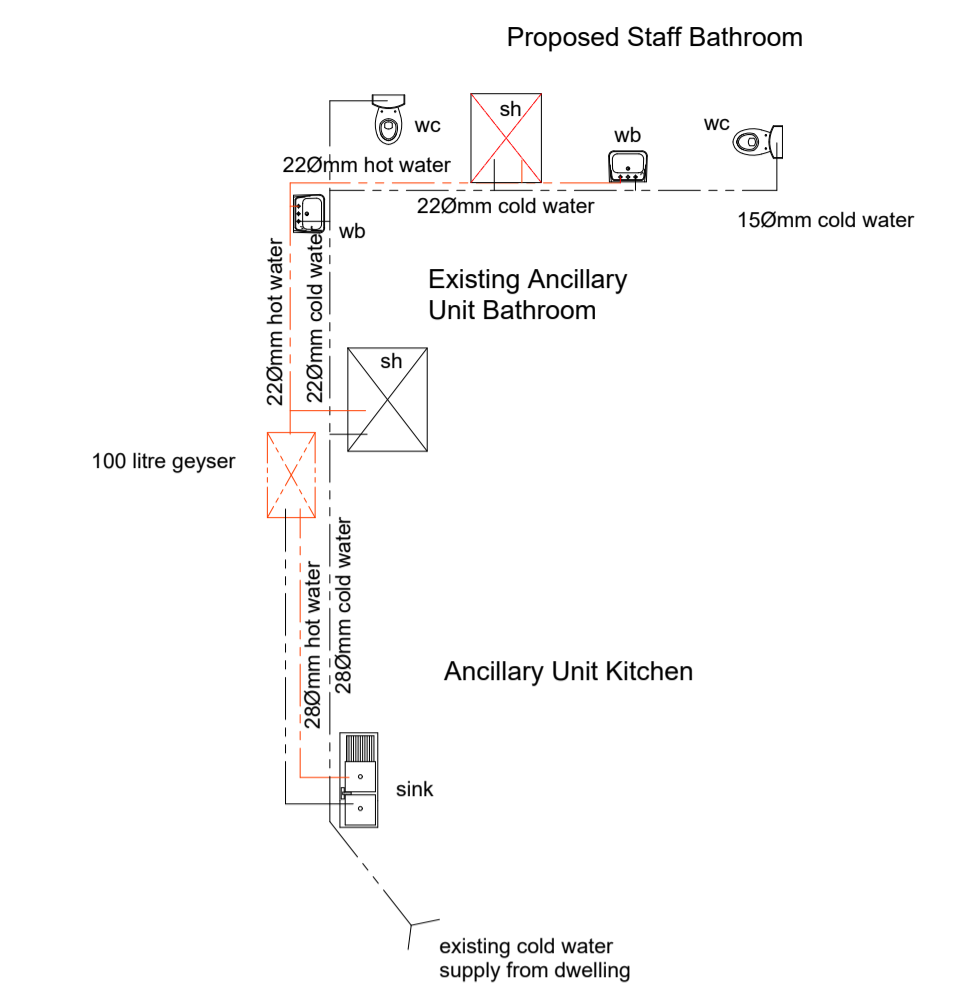 Proposed Staff Bathroom
sh
wc
wb
wc
22Ømm hot water
22Ømm cold water
15Ømm cold water
wb
22Ømm hot water
22Ømm cold water
Existing Ancillary
Unit Bathroom
sh
100 litre geyser
28Ømm hot water
28Ømm cold water
Ancillary Unit Kitchen
sink
existing cold water
supply from dwelling